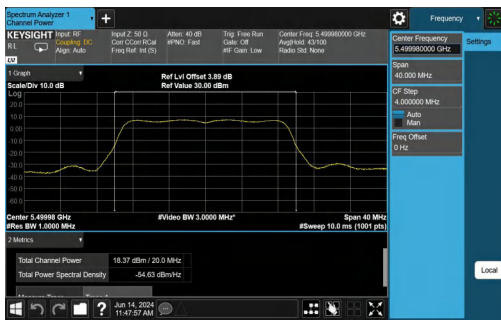 Spectrum Analyzer 1
Channel Power
Frequency
KEYSIGHT
Input: RF
Coupling: DC
Align: Auto
Input Z: 50 Ω
Corr CCorr RCal
Freq Ref: Int (S)
Atten: 40 dB
#PNO: Fast
Trig: Free Run
Gate: Off
#IF Gain: Low
Center Freq: 5.499980000 GHz
Avg|Hold: 43/100
Radio Std: None
RL
LXI
Center Frequency
5.499980000 GHz
Settings
Span
40.000 MHz
CF Step
4.000000 MHz
Auto
Man
Freq Offset
0 Hz
Local
1 Graph
Scale/Div 10.0 dB
Ref Lvl Offset 3.89 dB
Ref Value 30.00 dBm
Log
20.0
10.0
0.00
-10.0
-20.0
-30.0
-40.0
-50.0
-60.0
Center 5.49998 GHz
#Video BW 3.0000 MHz*
Span 40 MHz
#Res BW 1.0000 MHz
#Sweep 10.0 ms (1001 pts)
2 Metrics
Total Channel Power
18.37 dBm / 20.0 MHz
Total Power Spectral Density
-54.63 dBm/Hz
?
Jun 14, 2024
11:47:57 AM